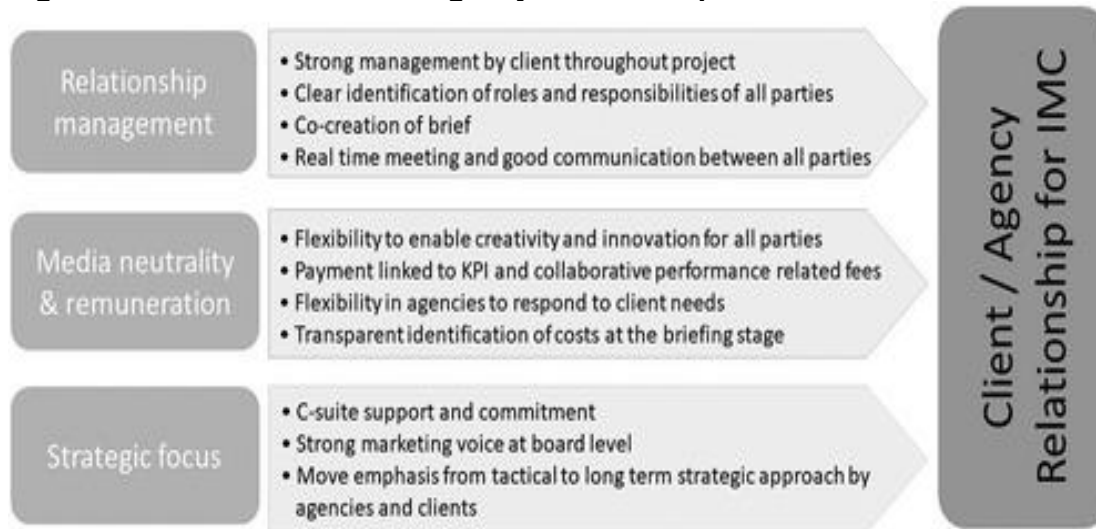 Relationship
management
• Strong management by client throughout project
• Clear identification of roles and responsibilities of all parties
• Co-creation of brief
• Real time meeting and good communication between all parties
Media neutrality
& remuneration
• Flexibility to enable creativity and innovation for all parties
• Payment linked to KPI and collaborative performance related fees
• Flexibility in agencies to respond to client needs
• Transparent identification of costs at the briefing stage
Strategic focus
• C-suite support and commitment
• Strong marketing voice at board level
• Move emphasis from tactical to long term strategic approach by
agencies and clients
Client / Agency
Relationship for IMC